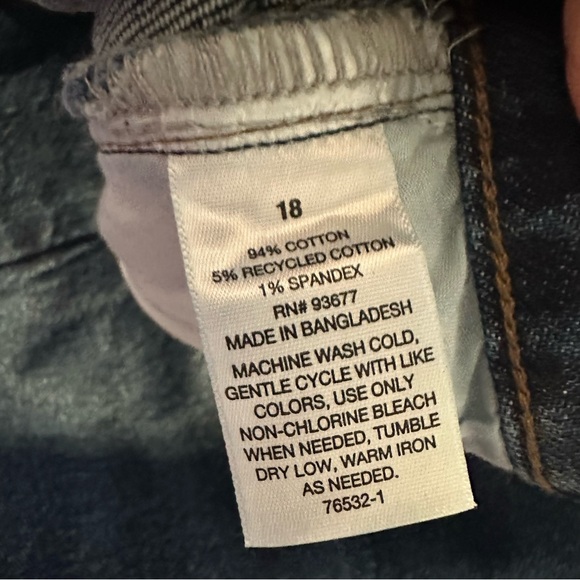 18
94% COTTON
5% RECYCLED COTTON
1% SPANDEX
RN# 93677
MADE IN BANGLADESH
MACHINE WASH COLD,
GENTLE CYCLE WITH LIKE
COLORS, USE ONLY
NON-CHLORINE BLEACH
WHEN NEEDED, TUMBLE
DRY LOW, WARM IRON
AS NEEDED.
76532-1